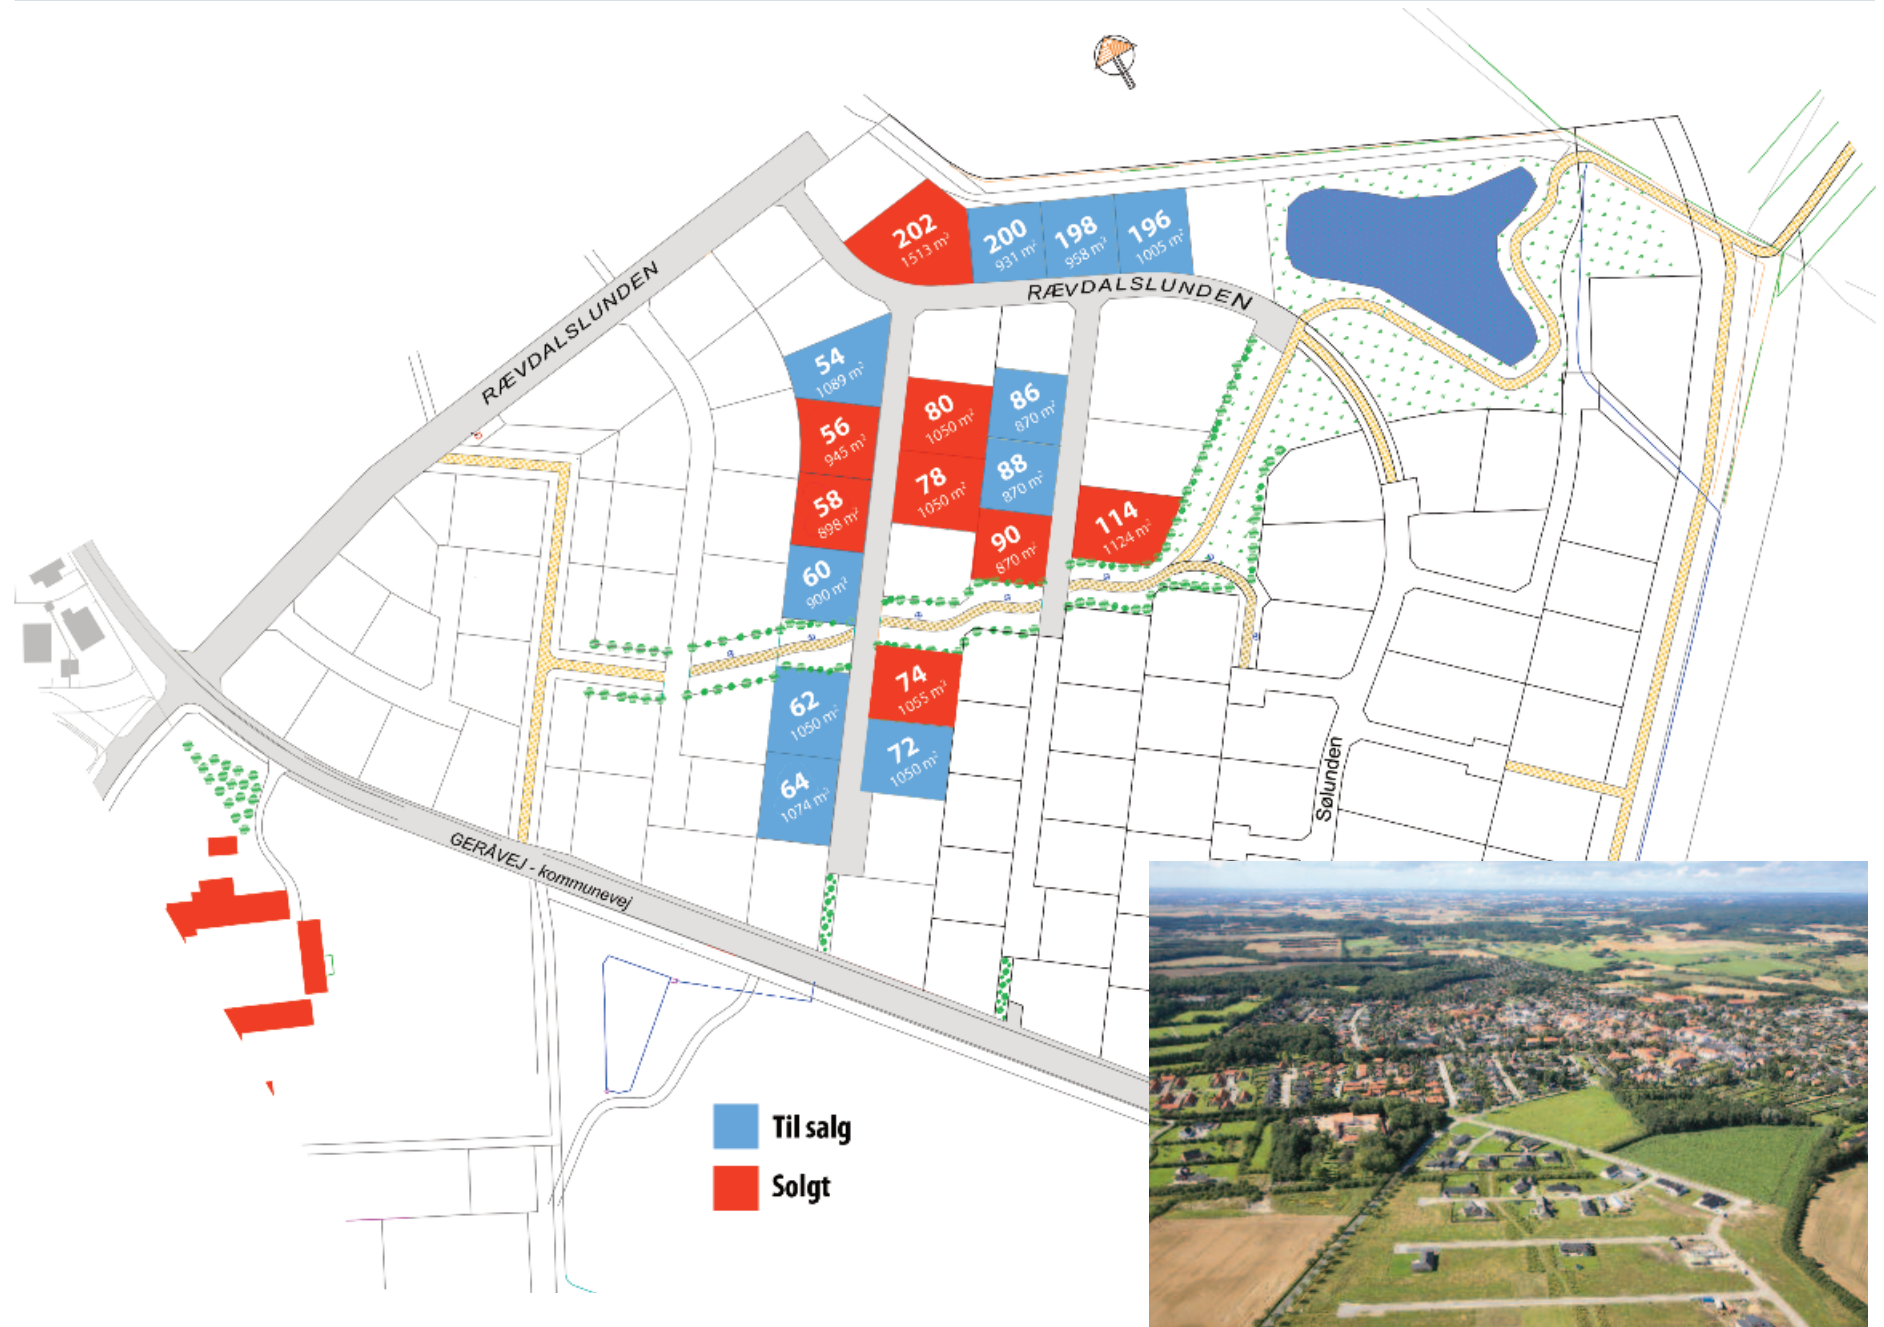 RÆVDALSLUNDEN
202
1513 m²
200
931 m²
198
958 m²
196
1005 m²
RÆVDALSLUNDEN
54
1089 m²
56
945 m²
58
898 m²
60
900 m²
62
1050 m²
64
1074 m²
80
1050 m²
78
1050 m²
86
870 m²
88
870 m²
90
870 m²
114
1124 m²
74
1055 m²
72
1050 m²
Sølunden
GERÅVEJ - kommunevej
Til salg
Solgt